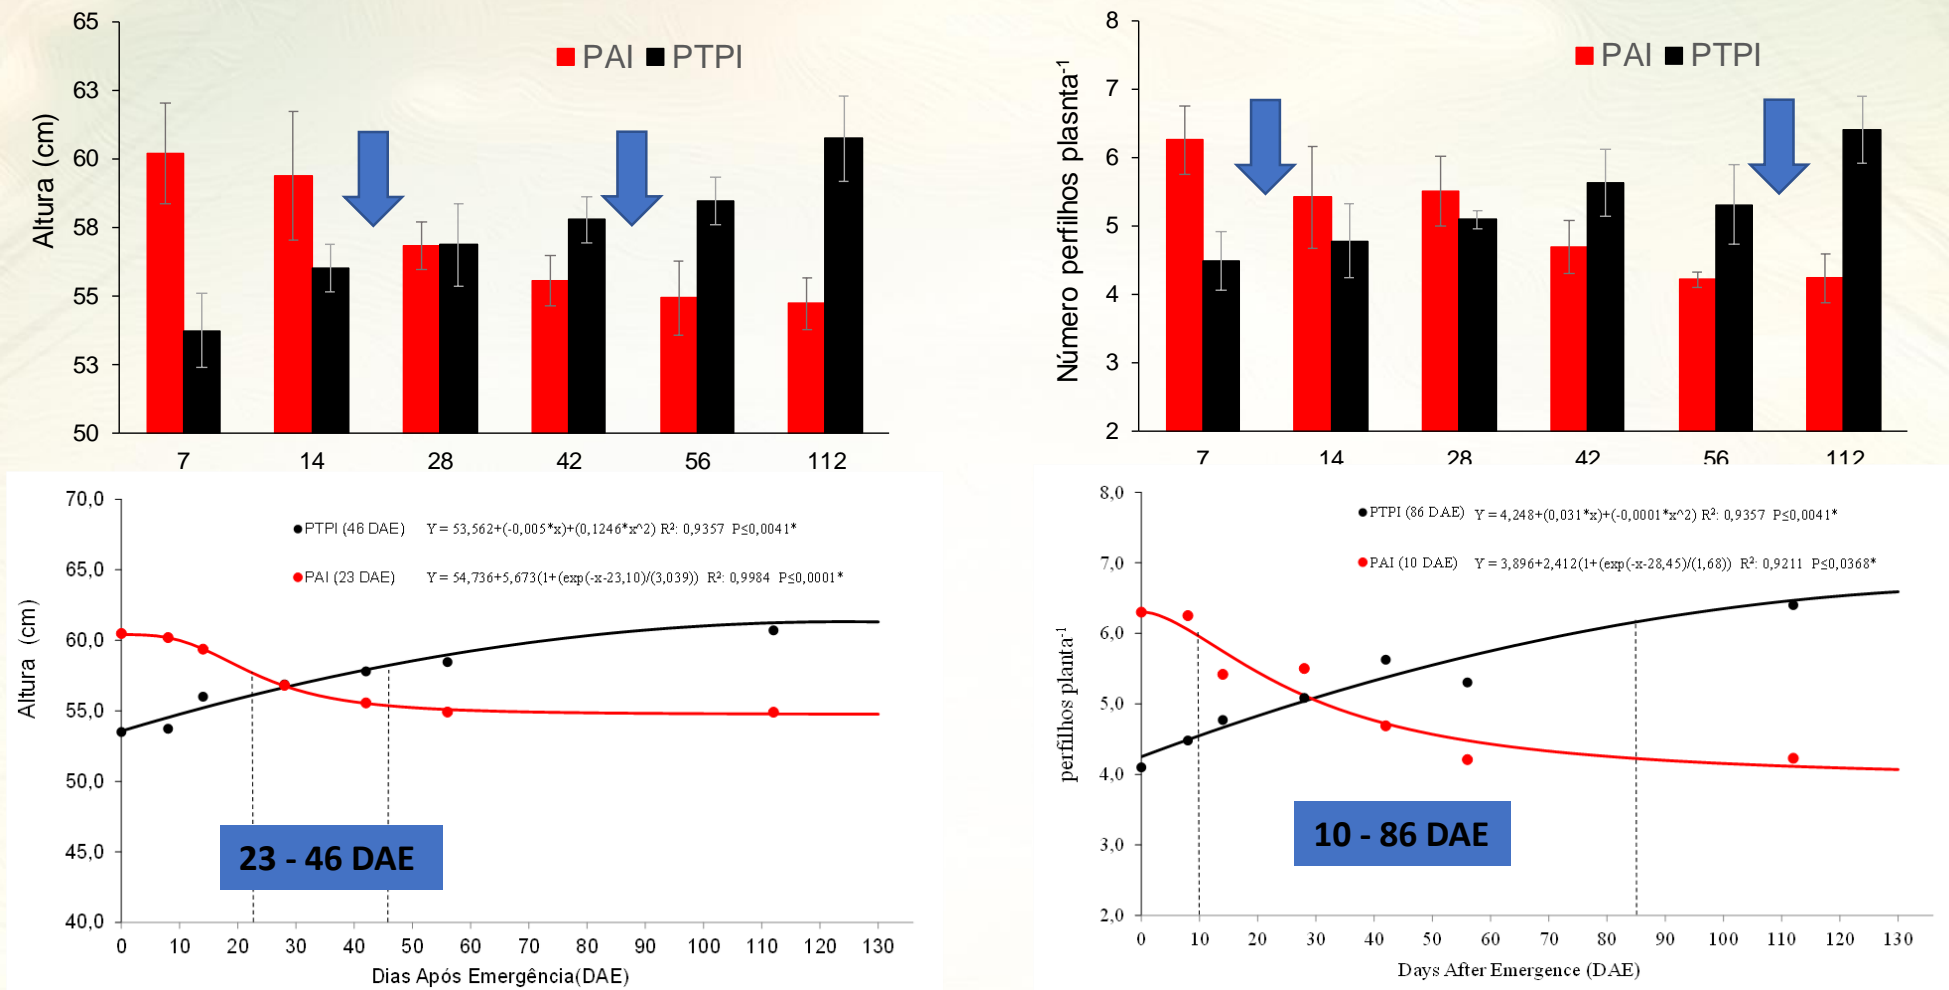 65
63
60
58
55
53
50
Altura (cm)
PAI PTPI
7 14 28 42 56 112
8
7
6
5
4
3
2
Número perfilhos plasnta-1
PAI PTPI
7 14 28 42 56 112
70,0
65,0
60,0
55,0
50,0
45,0
40,0
Altura (cm)
PTPI (46 DAE) Y = 53,562+(-0,005*x)+(0,1246*x^2) R²: 0,9357 P≤0,0041*
PAI (23 DAE) Y = 54,736+5,673(1+(exp(-x-23,10)/(3,039)) R²: 0,9984 P≤0,0001*
23 - 46 DAE
0 10 20 30 40 50 60 70 80 90 100 110 120 130
Dias Após Emergência(DAE)
8,0
7,0
6,0
5,0
4,0
3,0
2,0
perfilhos planta-1
PTPI (86 DAE) Y = 4,248+(0,031*x)+(-0,0001*x^2) R²: 0,9357 P≤0,0041*
PAI (10 DAE) Y = 3,896+2,412(1+(exp(-x-28,45)/(1,68)) R²: 0,9211 P≤0,0368*
10 - 86 DAE
0 10 20 30 40 50 60 70 80 90 100 110 120 130
Days After Emergence (DAE)